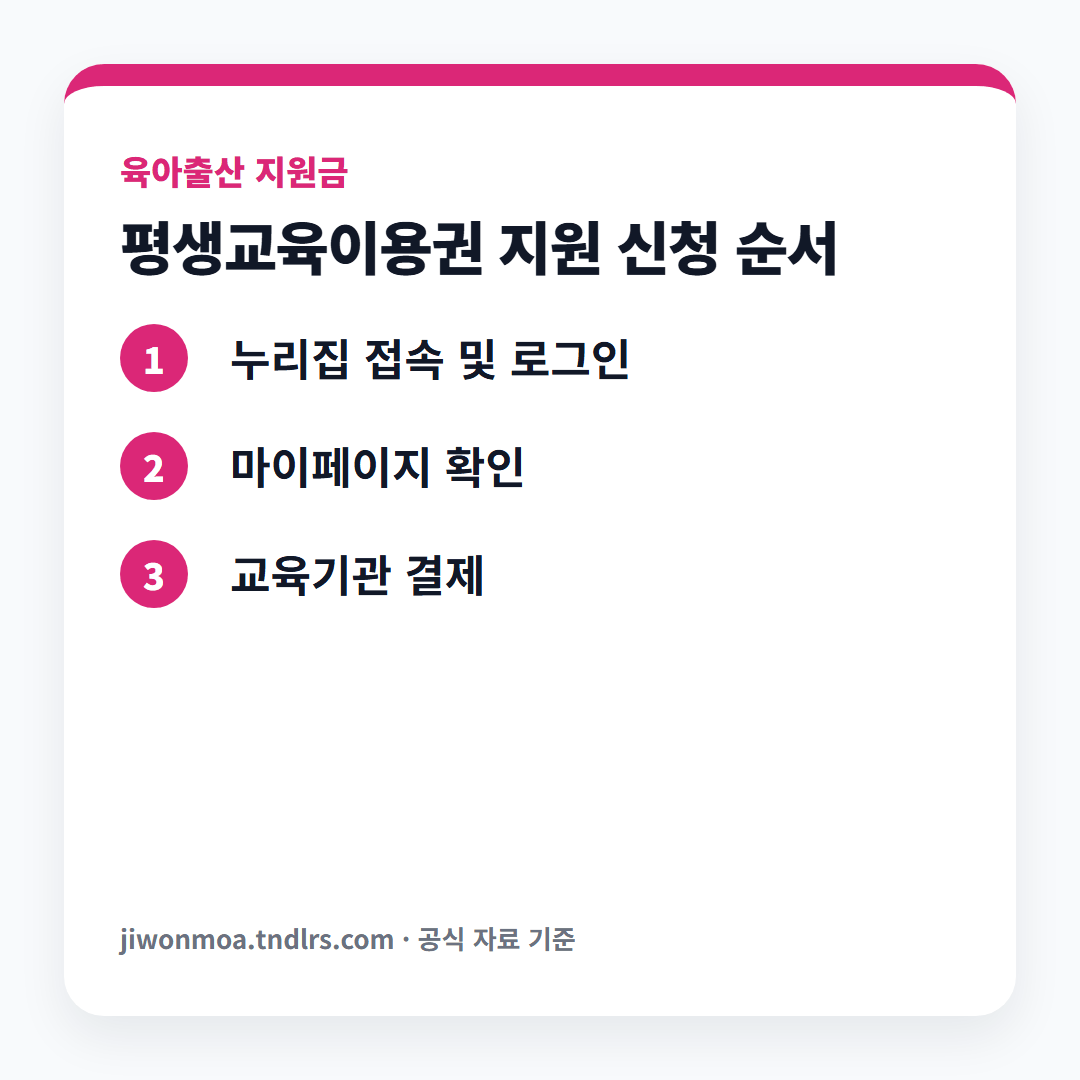 육아출산 지원금
평생교육이용권 지원 신청 순서
1 누리집 접속 및 로그인
2 마이페이지 확인
3 교육기관 결제
jiwonmoa.tndlrs.com · 공식 자료 기준